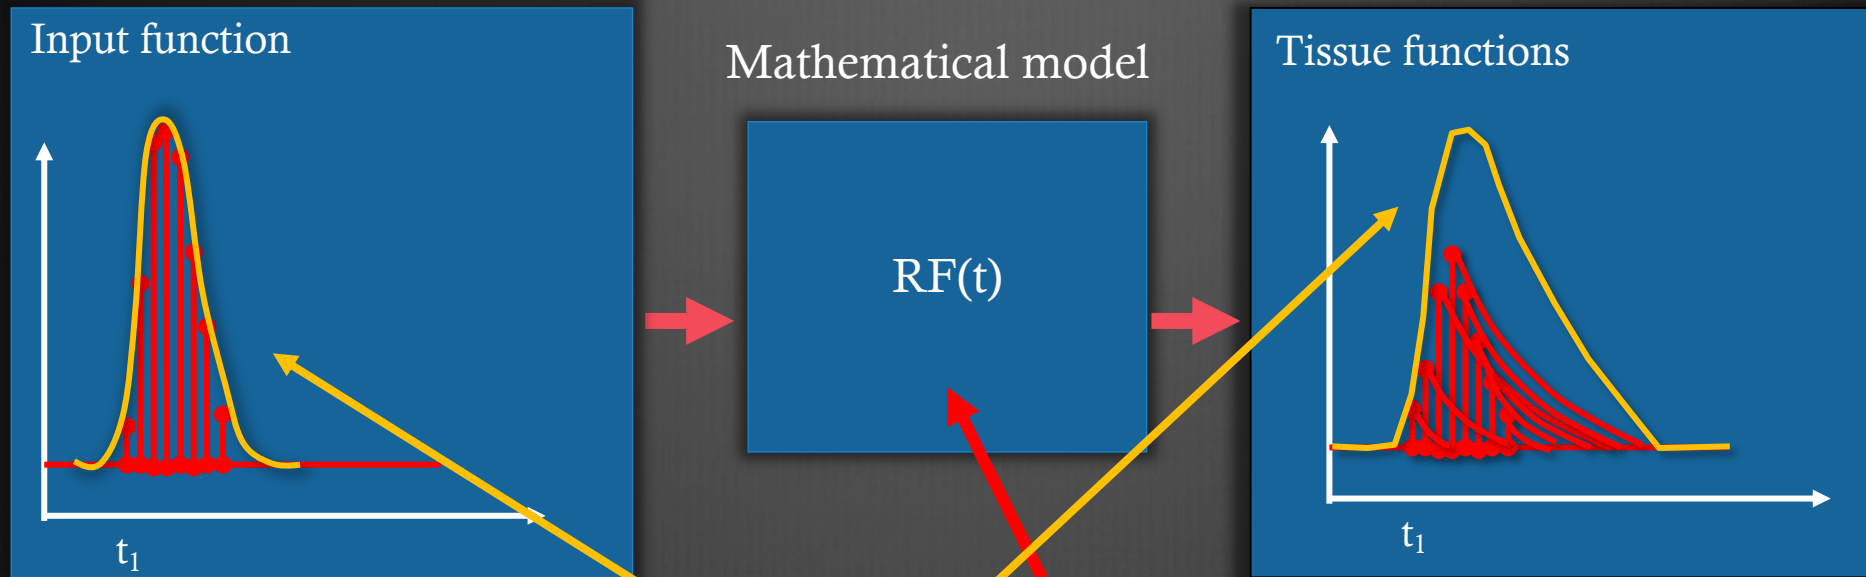 Input function
Mathematical model
Tissue functions
RF(t)
t₁
t₁